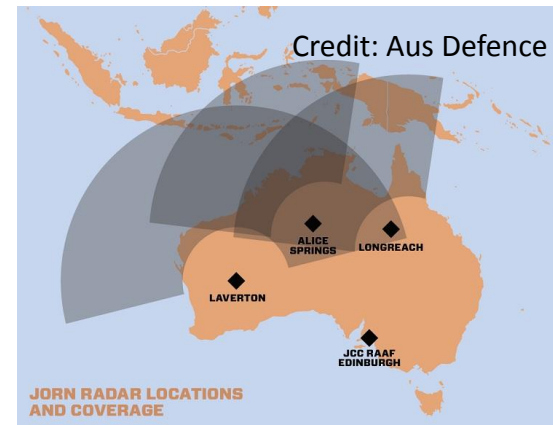 Credit: Aus Defence
ALICE
SPRINGS
LONGREACH
LAVERTON
JCC RAAF
EDINBURGH
JORN RADAR LOCATIONS
AND COVERAGE